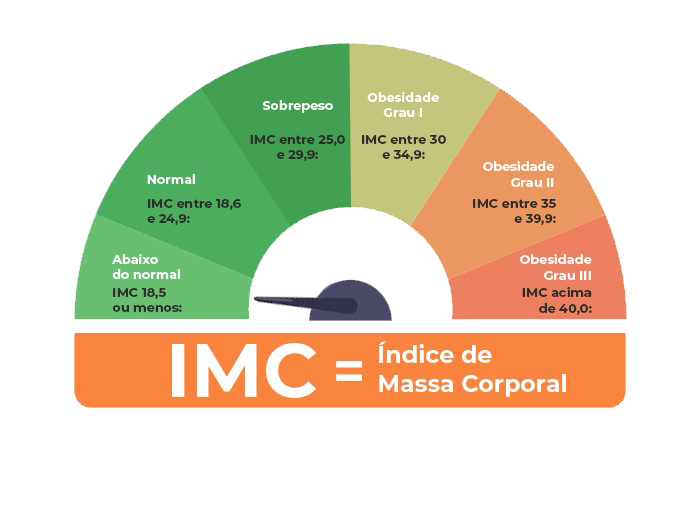 Sobrepeso
IMC entre 25,0
e 29,9:
Obesidade
Grau I
IMC entre 30
e 34,9:
Normal
IMC entre 18,6
e 24,9:
Obesidade
Grau II
IMC entre 35
e 39,9:
Abaixo
do normal
IMC 18,5
ou menos:
Obesidade
Grau III
IMC acima
de 40,0:
IMC = Índice de
Massa Corporal